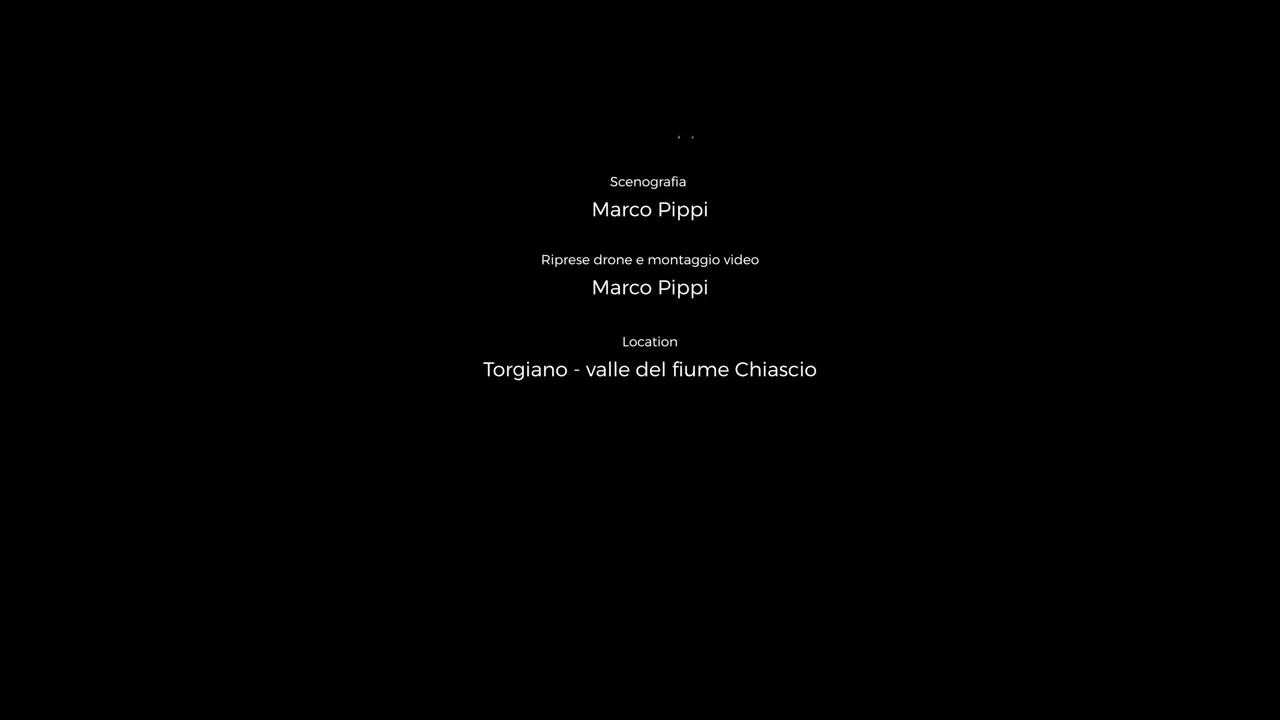 Scenografia
Marco Pippi
Riprese drone e montaggio video
Marco Pippi
Location
Torgiano - valle del fiume Chiascio